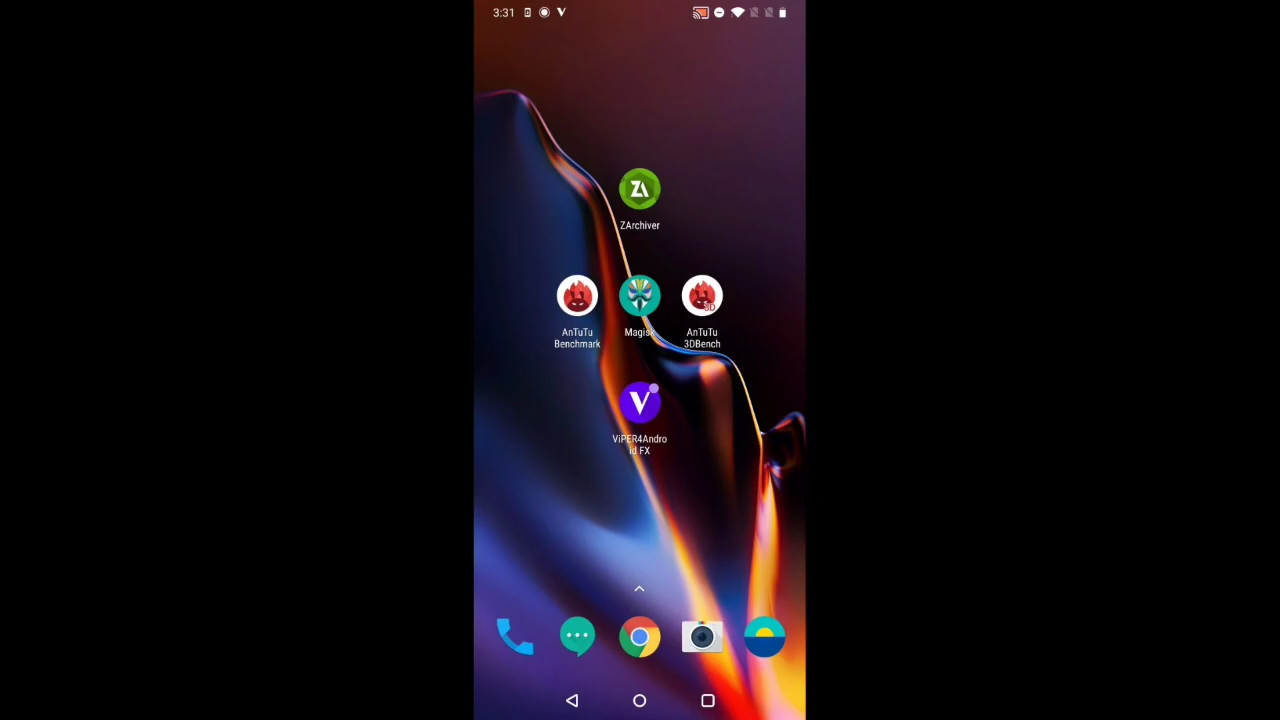 3:31
ZArchiver
AnTuTu
Benchmark
Magisk
AnTuTu
3DBench
ViPER4Andro
id FX